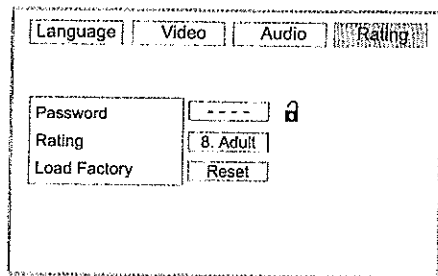 Language Video Audio Rating
Password - - - -
Rating 8. Adult
Load Factory Reset